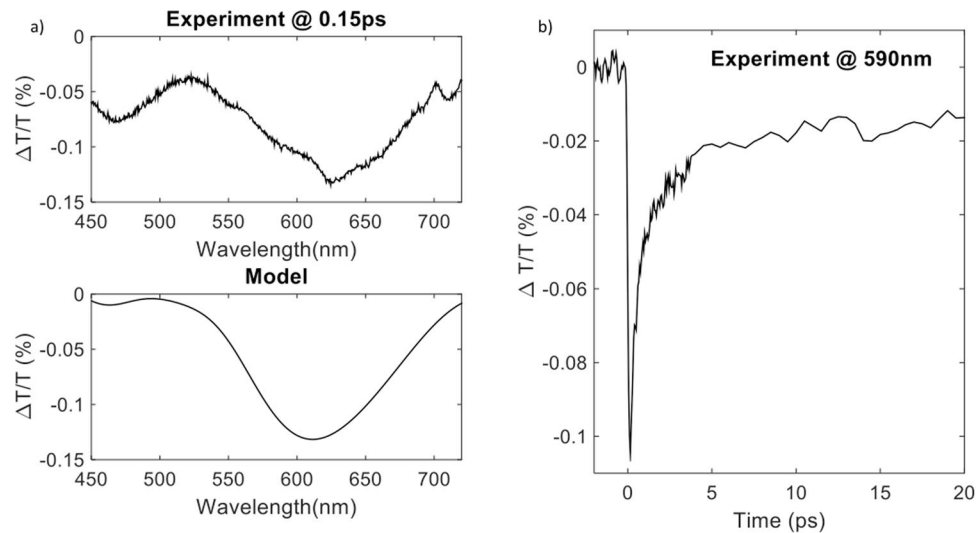 a)
Experiment @ 0.15ps
0
-0.05
-0.1
-0.15
Δ T/T (%)
450 500 550 600 650 700
Wavelength(nm)
Model
0
-0.05
-0.1
-0.15
Δ T/T (%)
450 500 550 600 650 700
Wavelength(nm)
b)
Experiment @ 590nm
0
-0.02
-0.04
-0.06
-0.08
-0.1
Δ T/T (%)
0 5 10 15 20
Time (ps)